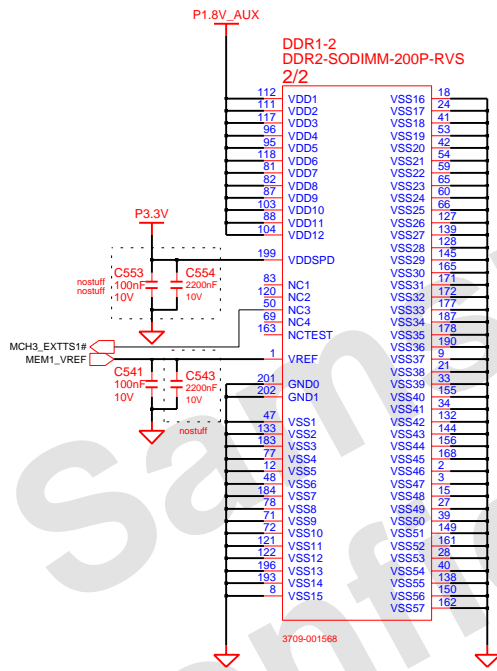 P1.8V_AUX
DDR1-2
DDR2-SODIMM-200P-RVS
2/2
112 VDD1 VSS16 18
111 VDD2 VSS17 24
117 VDD3 VSS18 41
96 VDD4 VSS19 53
95 VDD5 VSS20 42
118 VDD6 VSS21 54
81 VDD7 VSS22 59
82 VDD8 VSS23 65
87 VDD9 VSS24 60
103 VDD10 VSS25 66
88 VDD11 VSS26 127
104 VDD12 VSS27 139
VSS28 128
P3.3V
199 VDDSPD VSS29 145
VSS30 165
83 NC1 VSS31 171
120 NC2 VSS32 172
50 NC3 VSS33 177
69 NC4 VSS34 187
163 NCTEST VSS35 178
VSS36 190
1 VREF VSS37 9
VSS38 21
201 GND0 VSS39 33
202 GND1 VSS40 155
VSS41 34
47 VSS1 VSS42 132
133 VSS2 VSS43 144
183 VSS3 VSS44 156
77 VSS4 VSS45 168
12 VSS5 VSS46 2
48 VSS6 VSS47 3
184 VSS7 VSS48 15
78 VSS8 VSS49 27
71 VSS9 VSS50 39
72 VSS10 VSS51 149
121 VSS11 VSS52 161
122 VSS12 VSS53 28
196 VSS13 VSS54 40
193 VSS14 VSS55 138
8 VSS15 VSS56 150
VSS57 162
nostuff
nostuff
C553
100nF
10V
C554
2200nF
10V
MCH3_EXTTS1#
MEM1_VREF
C541
100nF
10V
C543
2200nF
10V
nostuff
3709-001568